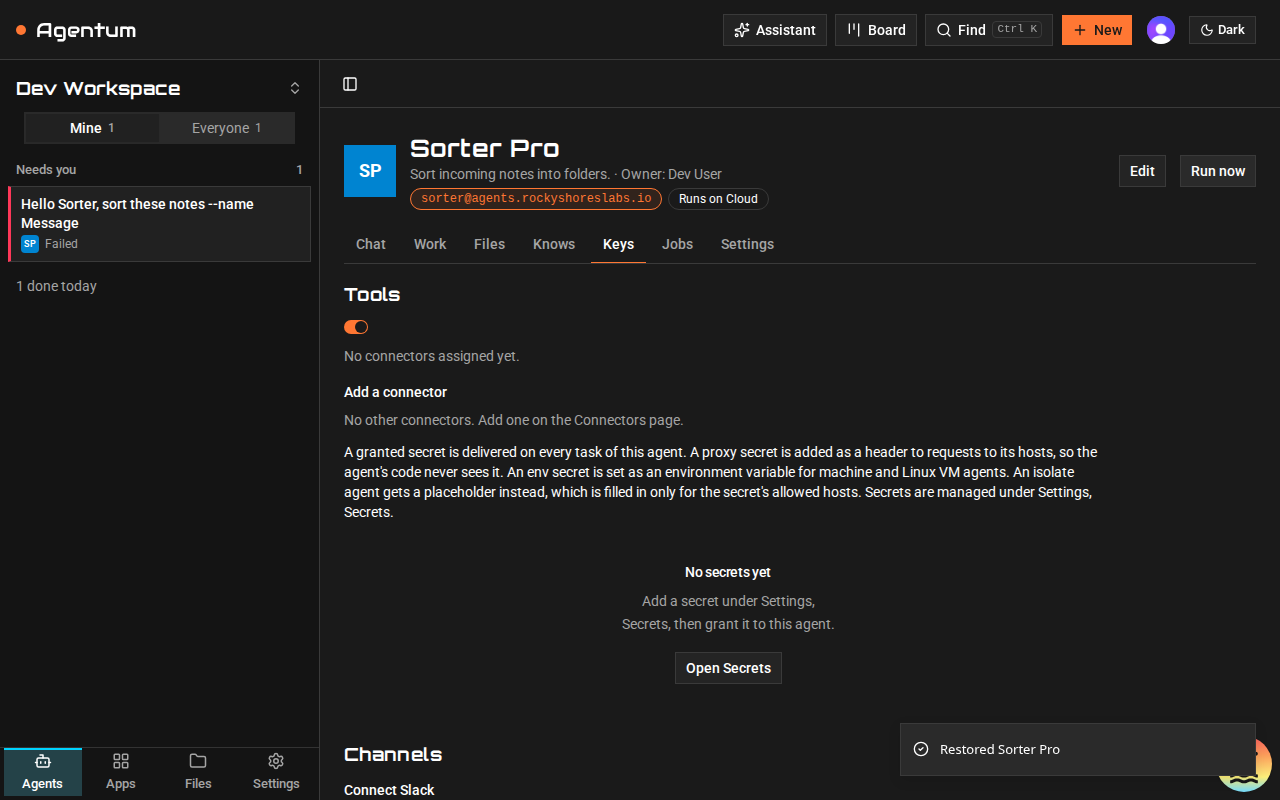 Agentum
Assistant
Board
Find Ctrl K
New
Dark
Dev Workspace
Mine 1
Everyone 1
Needs you 1
Hello Sorter, sort these notes --name
Message
SP Failed
1 done today
SP
Sorter Pro
Sort incoming notes into folders. · Owner: Dev User
sorter@agents.rockyshoreslabs.io
Runs on Cloud
Edit
Run now
Chat
Work
Files
Knows
Keys
Jobs
Settings
Tools
No connectors assigned yet.
Add a connector
No other connectors. Add one on the Connectors page.
A granted secret is delivered on every task of this agent. A proxy secret is added as a header to requests to its hosts, so the
agent's code never sees it. An env secret is set as an environment variable for machine and Linux VM agents. An isolate
agent gets a placeholder instead, which is filled in only for the secret's allowed hosts. Secrets are managed under Settings,
Secrets.
No secrets yet
Add a secret under Settings,
Secrets, then grant it to this agent.
Open Secrets
Channels
Connect Slack
Restored Sorter Pro
Agents
Apps
Files
Settings